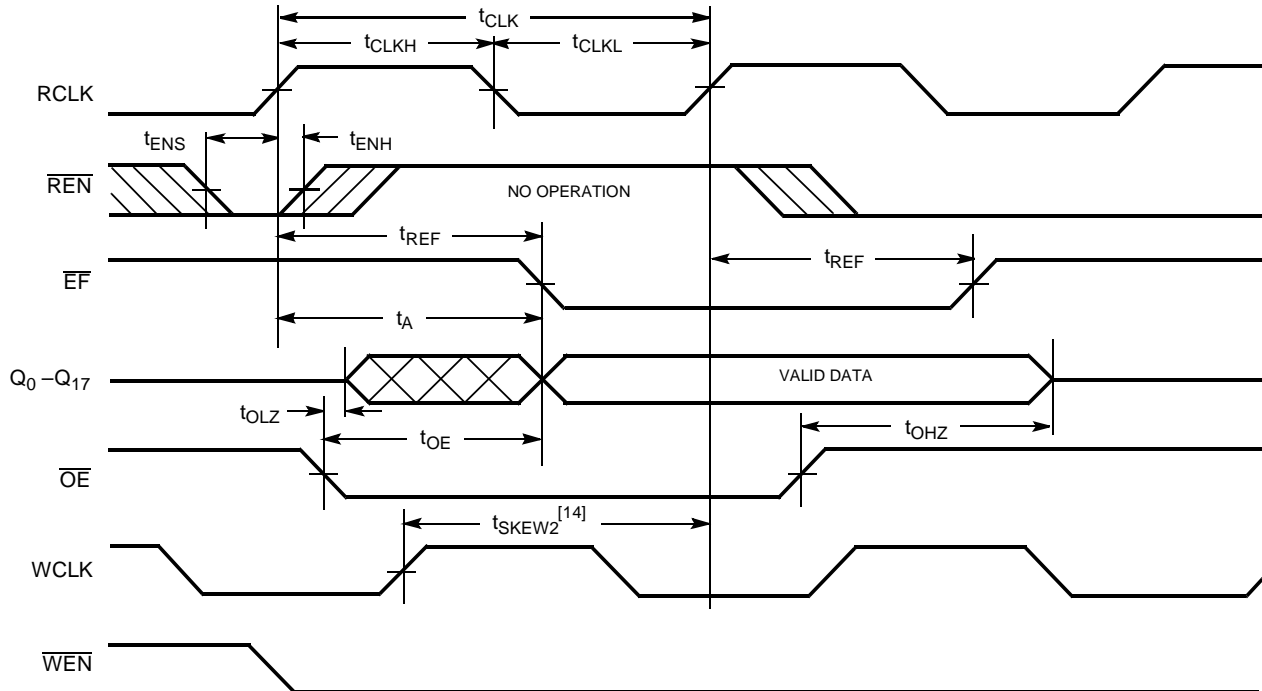 tCLK
tCLKH
tCLKL
RCLK
tENS
tENH
REN
NO OPERATION
tREF
tREF
EF
tA
Q0 –Q17
VALID DATA
tOLZ
tOE
tOHZ
OE
tSKEW2[14]
WCLK
WEN